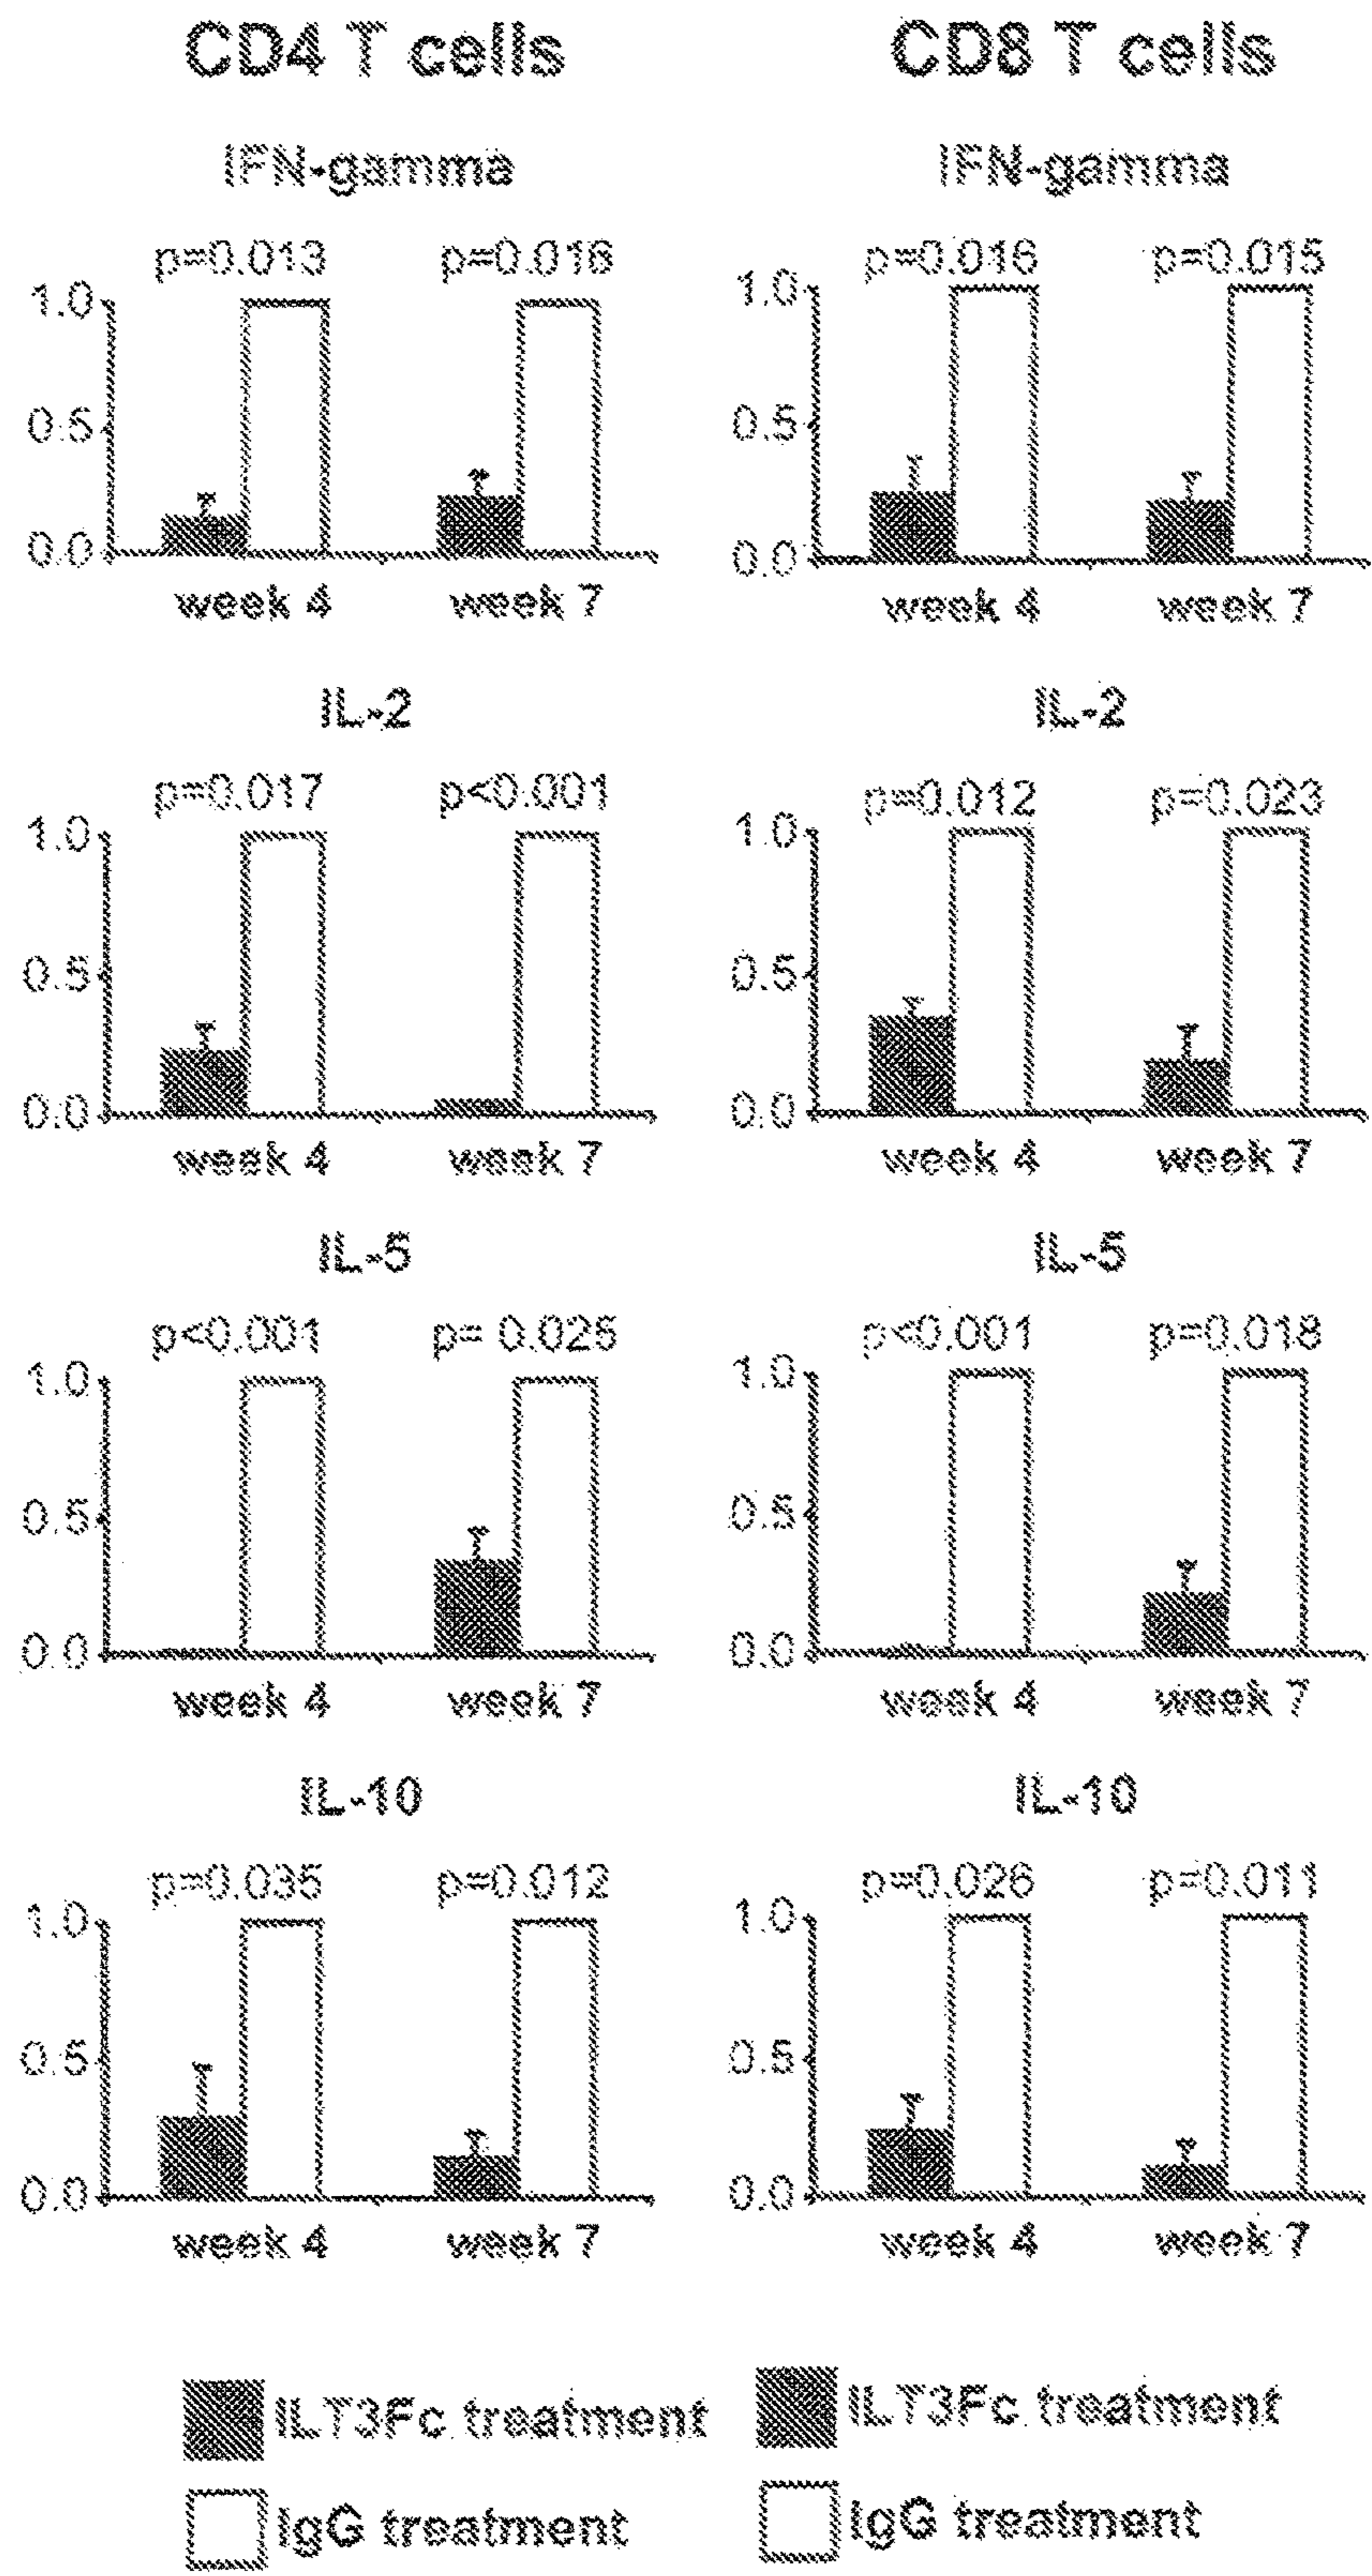 CD4 T cells CD8 T cells
IFN-gamma IFN-gamma
p=0.013 p=0.016 p=0.016 p=0.015
1.0 1.0
0.5 0.5
0.0 0.0
week 4 week 7 week 4 week 7
IL-2 IL-2
p=0.017 p<0.001 p=0.012 p=0.023
1.0 1.0
0.5 0.5
0.0 0.0
week 4 week 7 week 4 week 7
IL-5 IL-5
p<0.001 p= 0.025 p<0.001 p=0.018
1.0 1.0
0.5 0.5
0.0 0.0
week 4 week 7 week 4 week 7
IL-10 IL-10
p=0.035 p=0.012 p=0.026 p=0.011
1.0 1.0
0.5 0.5
0.0 0.0
week 4 week 7 week 4 week 7
ILT3Fc treatment ILT3Fc treatment
IgG treatment IgG treatment